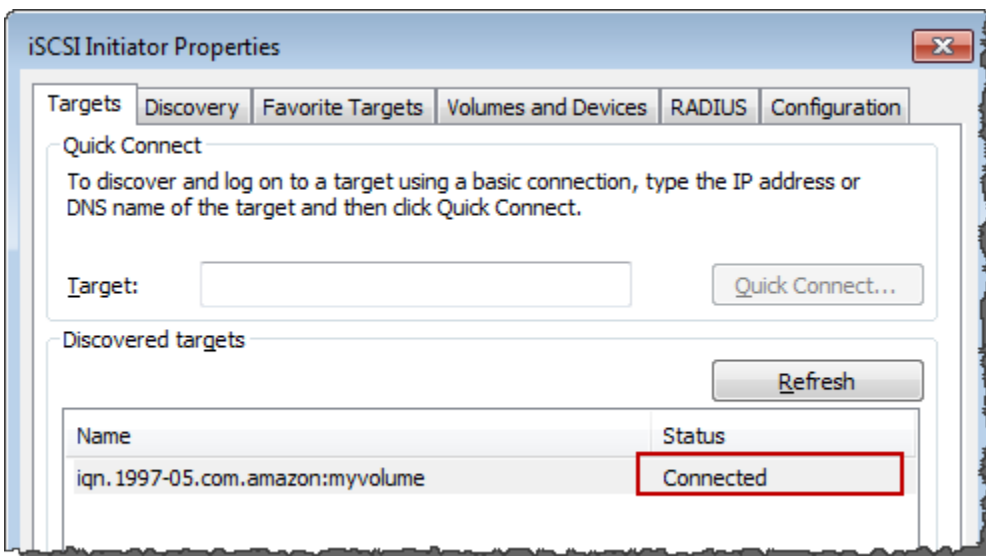 iSCSI Initiator Properties
Targets Discovery Favorite Targets Volumes and Devices RADIUS Configuration
Quick Connect
To discover and log on to a target using a basic connection, type the IP address or
DNS name of the target and then click Quick Connect.
Target: Quick Connect...
Discovered targets
Refresh
Name Status
iqn.1997-05.com.amazon:myvolume Connected